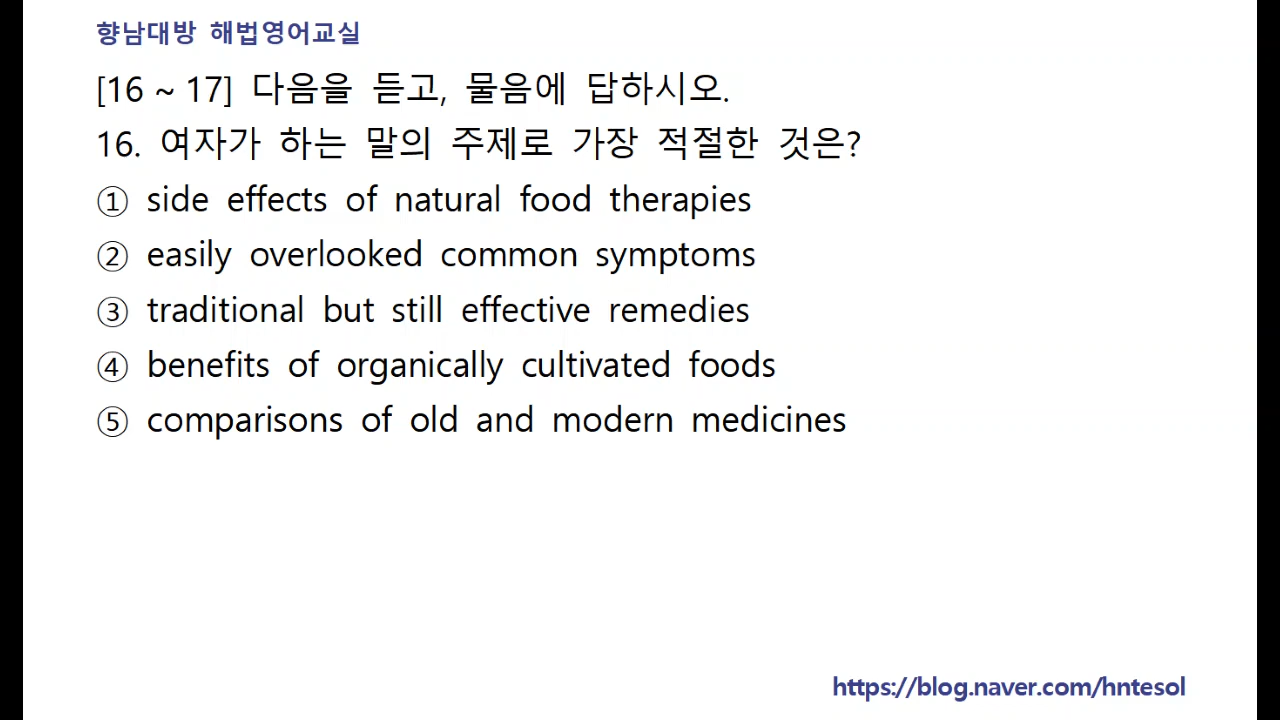 향남대방 해법영어교실
[16 ~ 17] 다음을 듣고, 물음에 답하시오.
16. 여자가 하는 말의 주제로 가장 적절한 것은?
① side effects of natural food therapies
② easily overlooked common symptoms
③ traditional but still effective remedies
④ benefits of organically cultivated foods
⑤ comparisons of old and modern medicines
https://blog.naver.com/hntesol